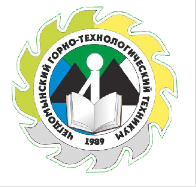 ЧЕГДОМЫНСКИЙ ГОРНО-ТЕХНОЛОГИЧЕСКИЙ ТЕХНИКУМ
1989